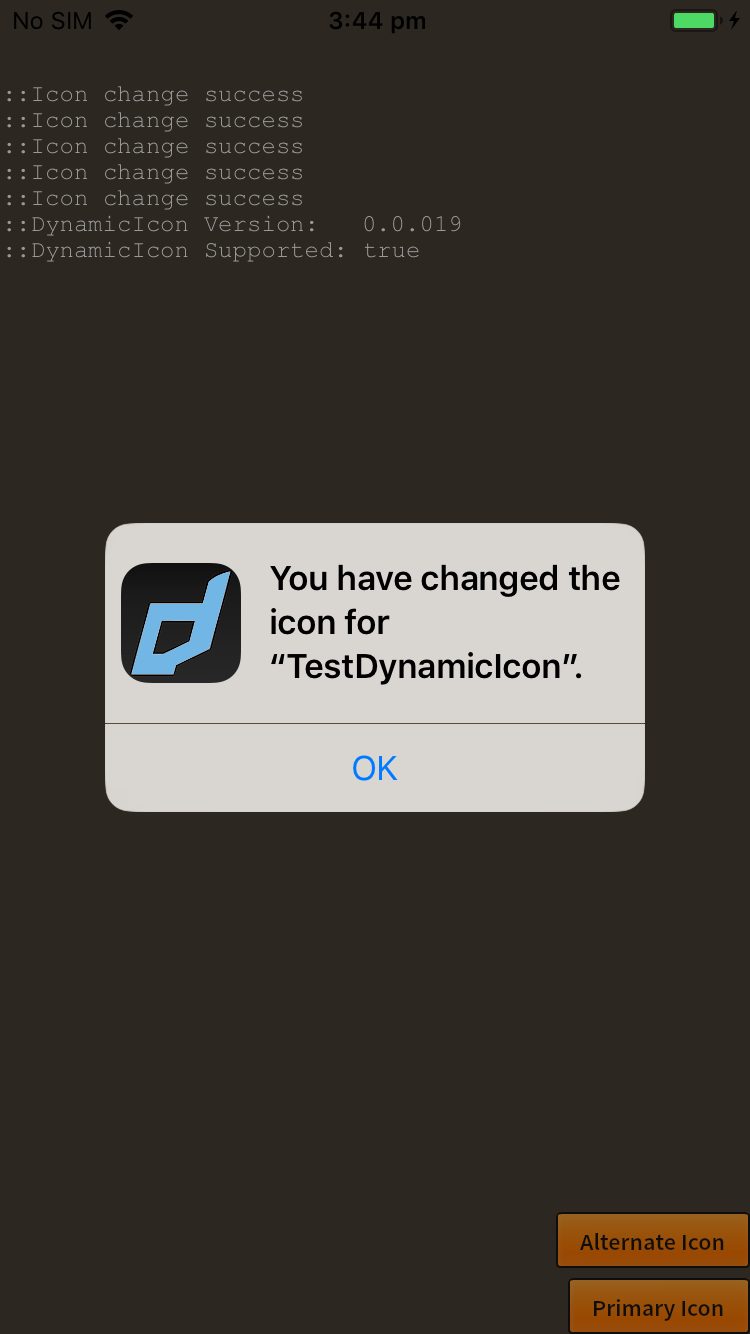 No SIM 3:44 pm
::Icon change success
::Icon change success
::Icon change success
::Icon change success
::Icon change success
::DynamicIcon Version:   0.0.019
::DynamicIcon Supported: true
You have changed the
icon for
“TestDynamicIcon”.
OK
Alternate Icon
Primary Icon